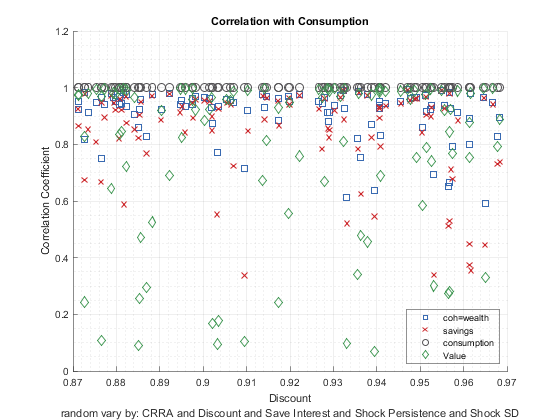 Correlation with Consumption
1.2
1
0.8
0.6
0.4
0.2
0
Correlation Coefficient
coh=wealth
savings
consumption
Value
0.87 0.88 0.89 0.9 0.91 0.92 0.93 0.94 0.95 0.96 0.97
Discount
random vary by: CRRA and Discount and Save Interest and Shock Persistence and Shock SD